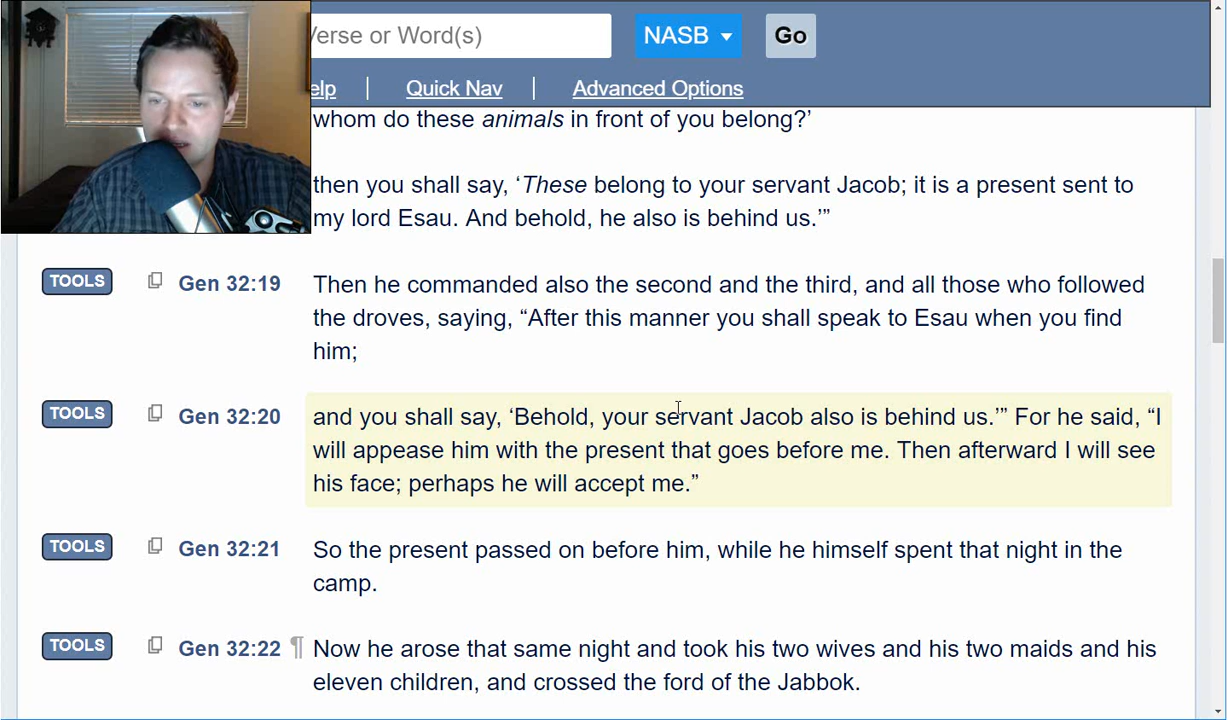 Verse or Word(s)
NASB
Go
elp
Quick Nav
Advanced Options
whom do these animals in front of you belong?’
then you shall say, ‘These belong to your servant Jacob; it is a present sent to
my lord Esau. And behold, he also is behind us.’”
TOOLS
Gen 32:19
Then he commanded also the second and the third, and all those who followed
the droves, saying, “After this manner you shall speak to Esau when you find
him;
TOOLS
Gen 32:20
and you shall say, ‘Behold, your servant Jacob also is behind us.’” For he said, “I
will appease him with the present that goes before me. Then afterward I will see
his face; perhaps he will accept me.”
TOOLS
Gen 32:21
So the present passed on before him, while he himself spent that night in the
camp.
TOOLS
Gen 32:22 ¶
Now he arose that same night and took his two wives and his two maids and his
eleven children, and crossed the ford of the Jabbok.